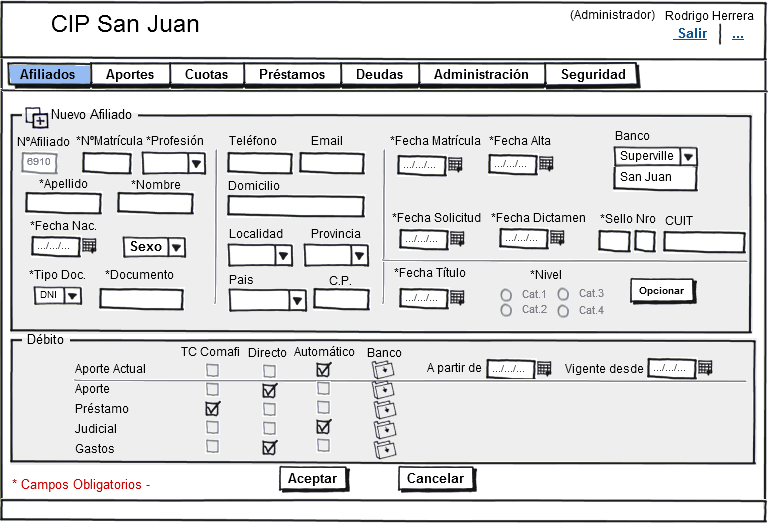 CIP San Juan
(Administrador) Rodrigo Herrera
Salir | ...
Afiliados Aportes Cuotas Préstamos Deudas Administración Seguridad
Nuevo Afiliado
NºAfiliado *NºMatrícula *Profesión Teléfono Email *Fecha Matrícula *Fecha Alta Banco
6910 .../.../... .../.../... Superville
San Juan
*Apellido *Nombre Domicilio
*Fecha Nac. *Fecha Solicitud *Fecha Dictamen *Sello Nro CUIT
.../.../... Sexo Localidad Provincia .../.../... .../.../...
*Tipo Doc. *Documento Pais C.P. *Fecha Título *Nivel
DNI .../.../... Cat.1 Cat.3 Opcionar
Cat.2 Cat.4
Débito
TC Comafi Directo Automático Banco
Aporte Actual A partir de .../.../... Vigente desde .../.../...
Aporte
Préstamo
Judicial
Gastos
* Campos Obligatorios - Aceptar Cancelar